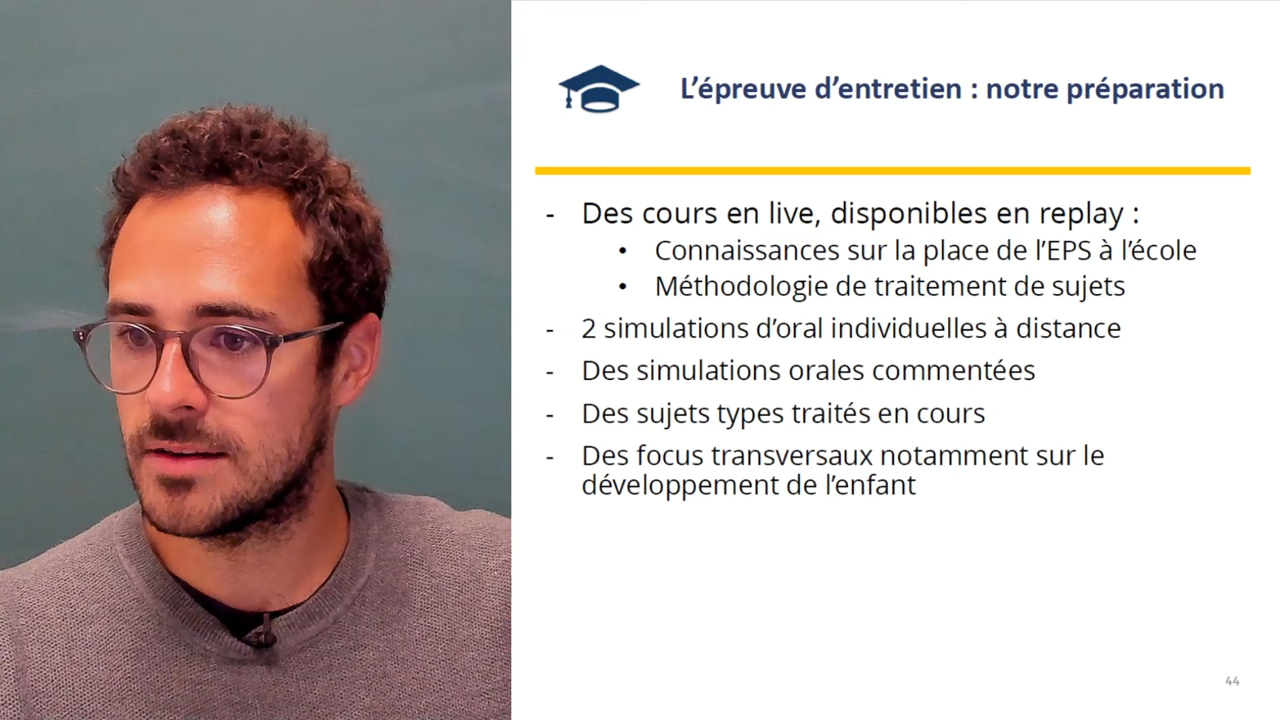 L’épreuve d’entretien : notre préparation
- Des cours en live, disponibles en replay :
• Connaissances sur la place de l’EPS à l’école
• Méthodologie de traitement de sujets
- 2 simulations d’oral individuelles à distance
- Des simulations orales commentées
- Des sujets types traités en cours
- Des focus transversaux notamment sur le
développement de l’enfant
44